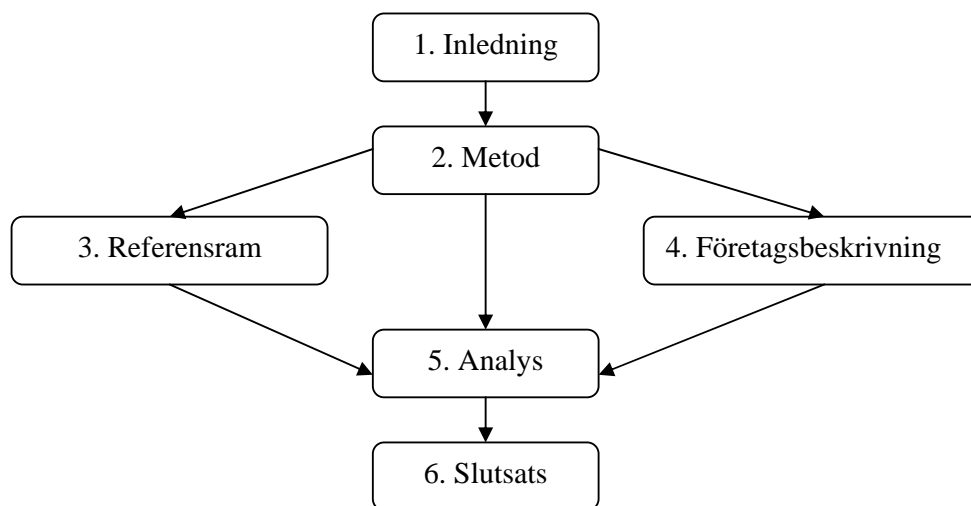 1. Inledning
2. Metod
3. Referensram
4. Företagsbeskrivning
5. Analys
6. Slutsats